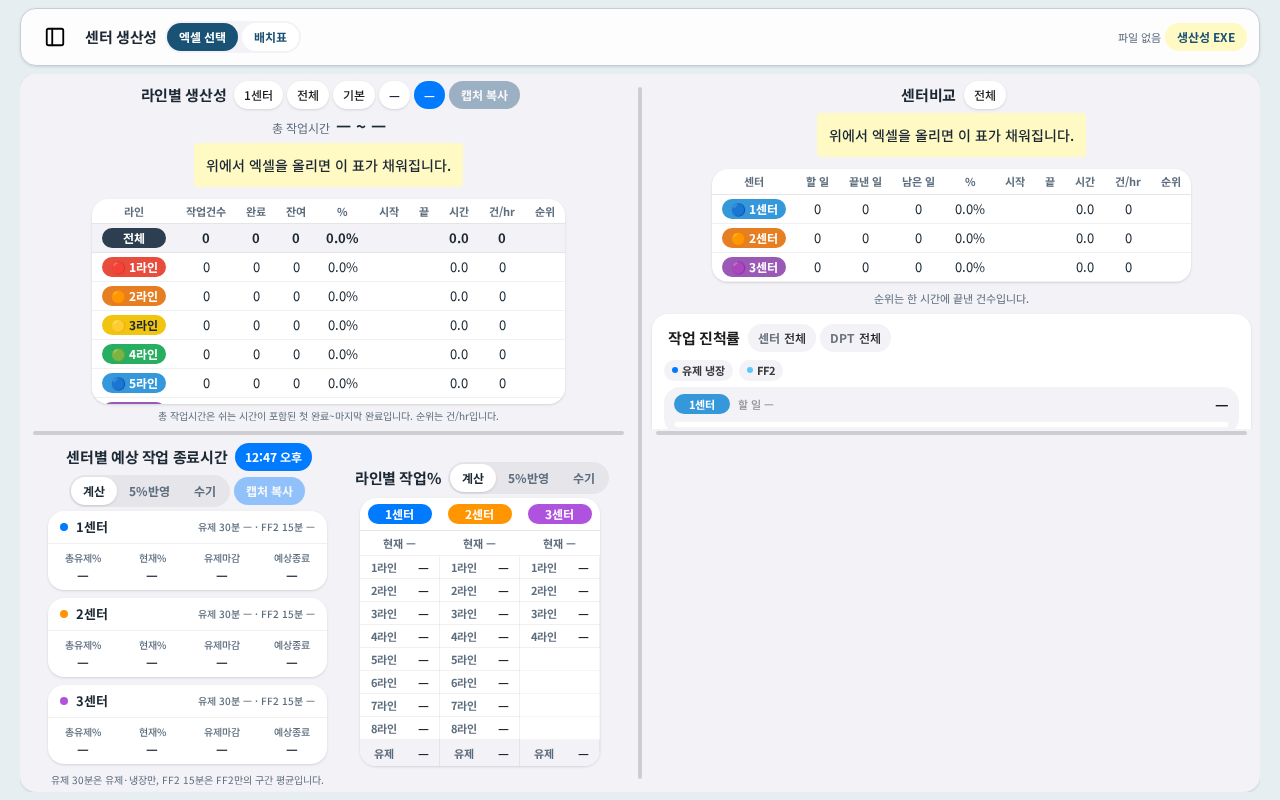 센터 생산성 엑셀 선택 배치표 파일 없음 생산성 EXE
라인별 생산성 1센터 전체 기본 — — 캡처 복사
총 작업시간 — ~ —
위에서 엑셀을 올리면 이 표가 채워집니다.
라인 작업건수 완료 잔여 % 시작 끝 시간 건/hr 순위
전체 0 0 0 0.0% 0.0 0
1라인 0 0 0 0.0% 0.0 0
2라인 0 0 0 0.0% 0.0 0
3라인 0 0 0 0.0% 0.0 0
4라인 0 0 0 0.0% 0.0 0
5라인 0 0 0 0.0% 0.0 0
총 작업시간은 쉬는 시간이 포함된 첫 완료~마지막 완료입니다. 순위는 건/hr입니다.
센터비교 전체
위에서 엑셀을 올리면 이 표가 채워집니다.
센터 할 일 끝낸 일 남은 일 % 시작 끝 시간 건/hr 순위
1센터 0 0 0 0.0% 0.0 0
2센터 0 0 0 0.0% 0.0 0
3센터 0 0 0 0.0% 0.0 0
순위는 한 시간에 끝낸 건수입니다.
작업 진척률 센터 전체 DPT 전체
유제 냉장 FF2
1센터 할 일 — —
센터별 예상 작업 종료시간 12:47 오후
계산 5%반영 수기 캡처 복사
1센터 유제 30분 — · FF2 15분 —
총유제% 현재% 유제마감 예상종료
— — — —
2센터 유제 30분 — · FF2 15분 —
총유제% 현재% 유제마감 예상종료
— — — —
3센터 유제 30분 — · FF2 15분 —
총유제% 현재% 유제마감 예상종료
— — — —
유제 30분은 유제·냉장만, FF2 15분은 FF2만의 구간 평균입니다.
라인별 작업% 계산 5%반영 수기
1센터 2센터 3센터
현재 — 현재 — 현재 —
1라인 — 1라인 — 1라인 —
2라인 — 2라인 — 2라인 —
3라인 — 3라인 — 3라인 —
4라인 — 4라인 — 4라인 —
5라인 — 5라인 —
6라인 — 6라인 —
7라인 — 7라인 —
8라인 — 8라인 —
유제 — 유제 — 유제 —